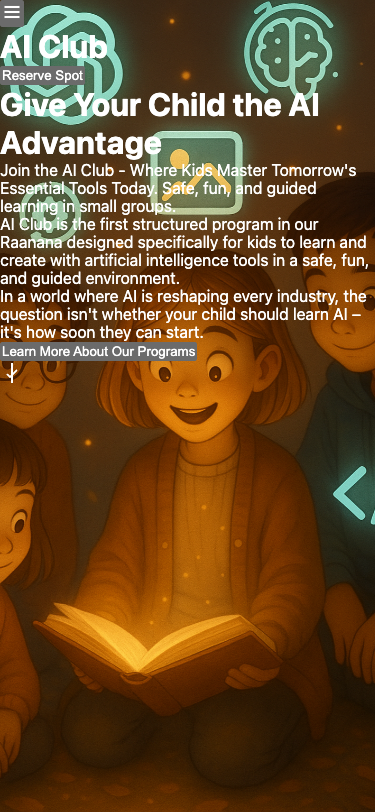 AI Club
Reserve Spot
Give Your Child the AI
Advantage
Join the AI Club - Where Kids Master Tomorrow's
Essential Tools Today. Safe, fun, and guided
learning in small groups.
AI Club is the first structured program in our
Raanana designed specifically for kids to learn and
create with artificial intelligence tools in a safe, fun,
and guided environment.
In a world where AI is reshaping every industry, the
question isn't whether your child should learn AI –
it's how soon they can start.
Learn More About Our Programs